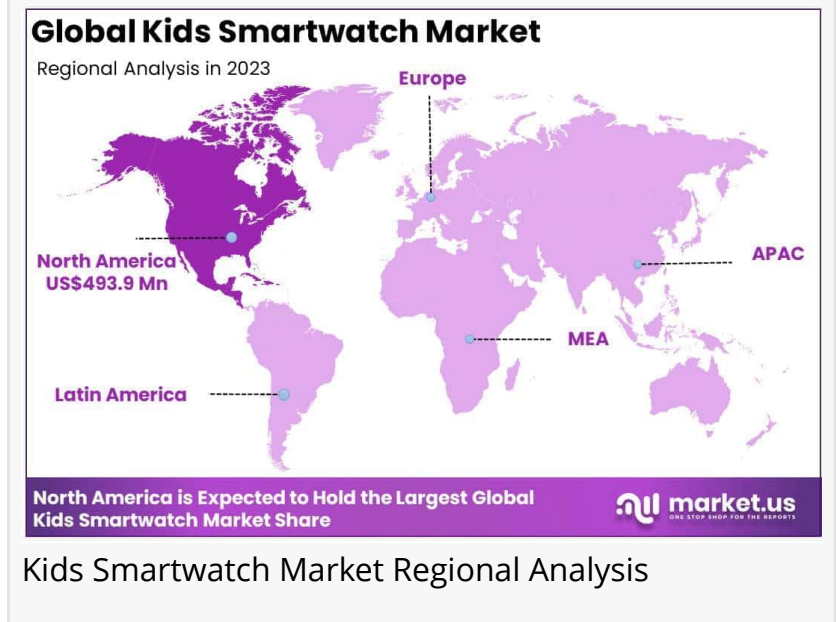 Global Kids Smartwatch Market
Regional Analysis in 2023
Europe
North America
US$493.9 Mn
APAC
MEA
Latin America
North America is Expected to Hold the Largest Global
Kids Smartwatch Market Share
market.us
ONE STOP SHOP FOR THE REPORTS
Kids Smartwatch Market Regional Analysis